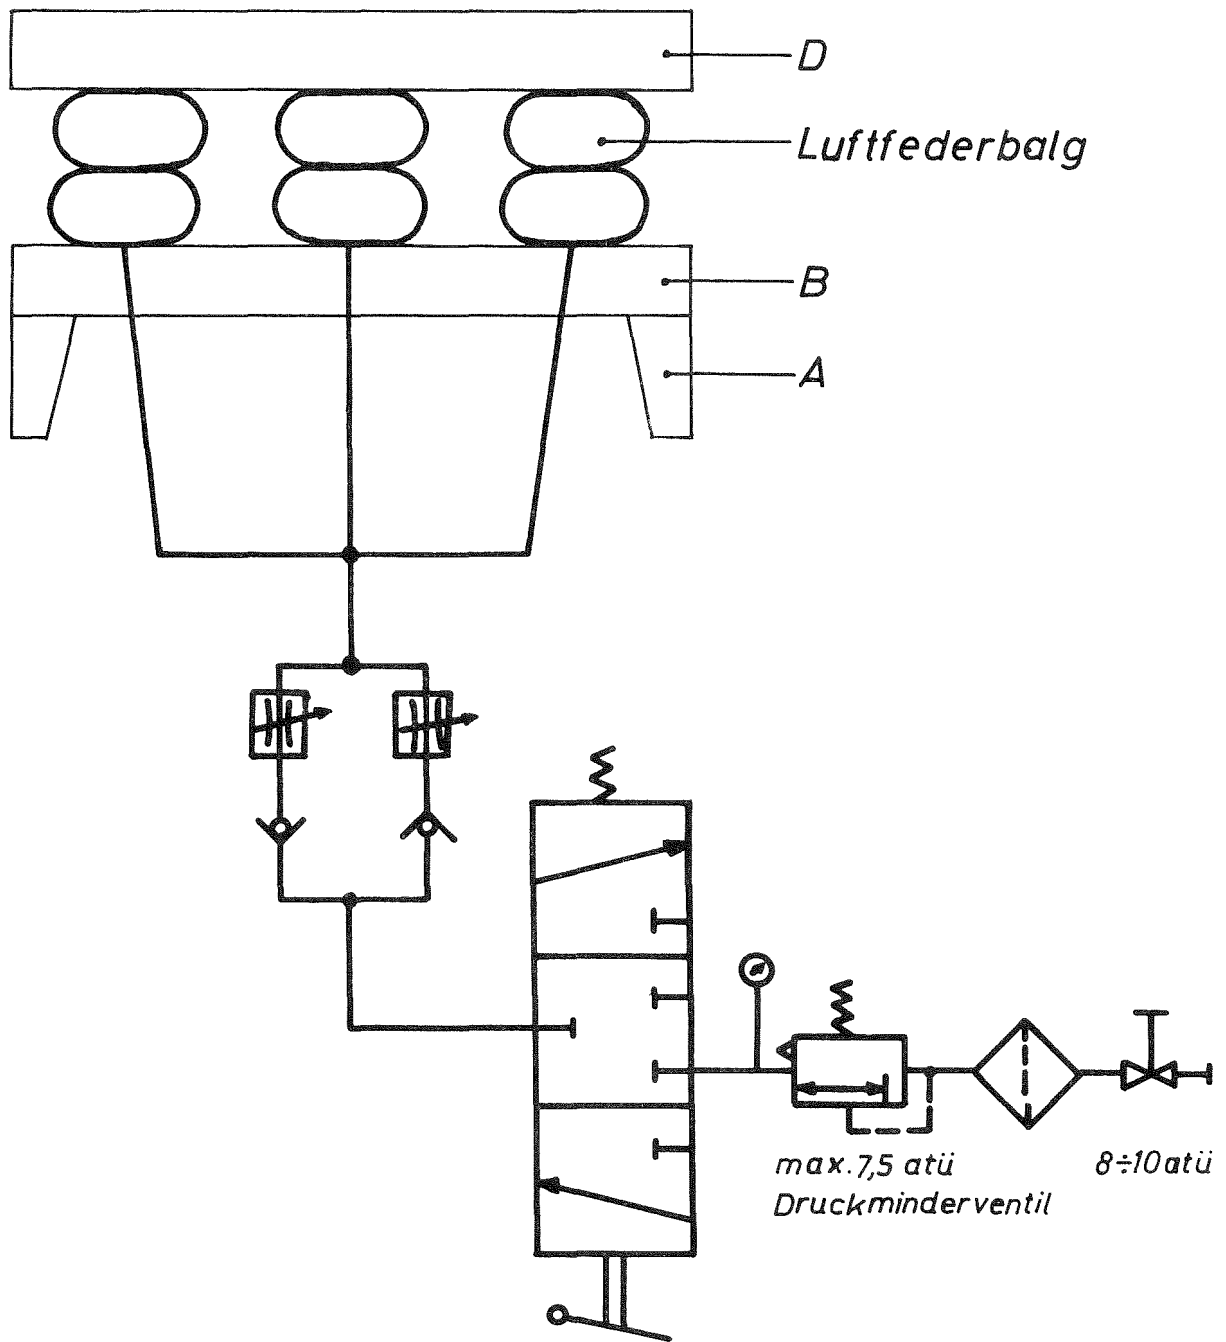 D
Luftfederbalg
B
A
max. 7,5 atü
Druckminderventil
8÷10 atü